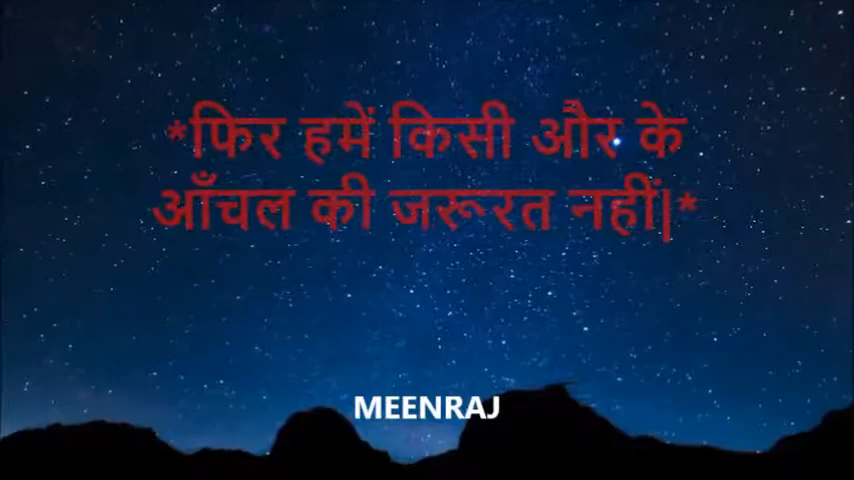 *फिर हमें किसी और के
आँचल की जरूरत नहीं|*
MEENRAJ